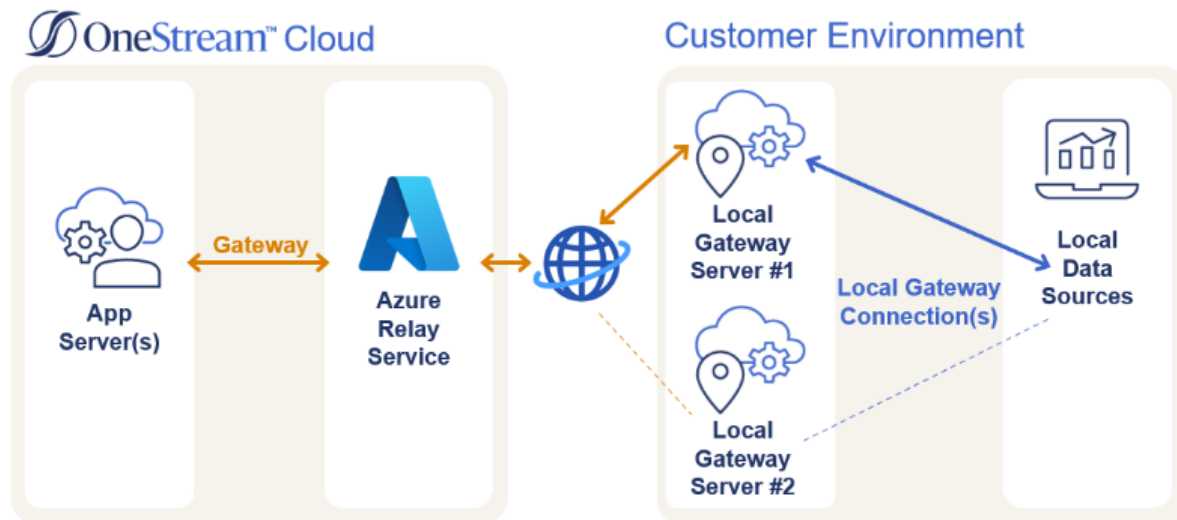 OneStream™ Cloud
Customer Environment
Gateway
App
Server(s)
Azure
Relay
Service
Local
Gateway
Server #1
Local Gateway
Connection(s)
Local
Data
Sources
Local
Gateway
Server #2